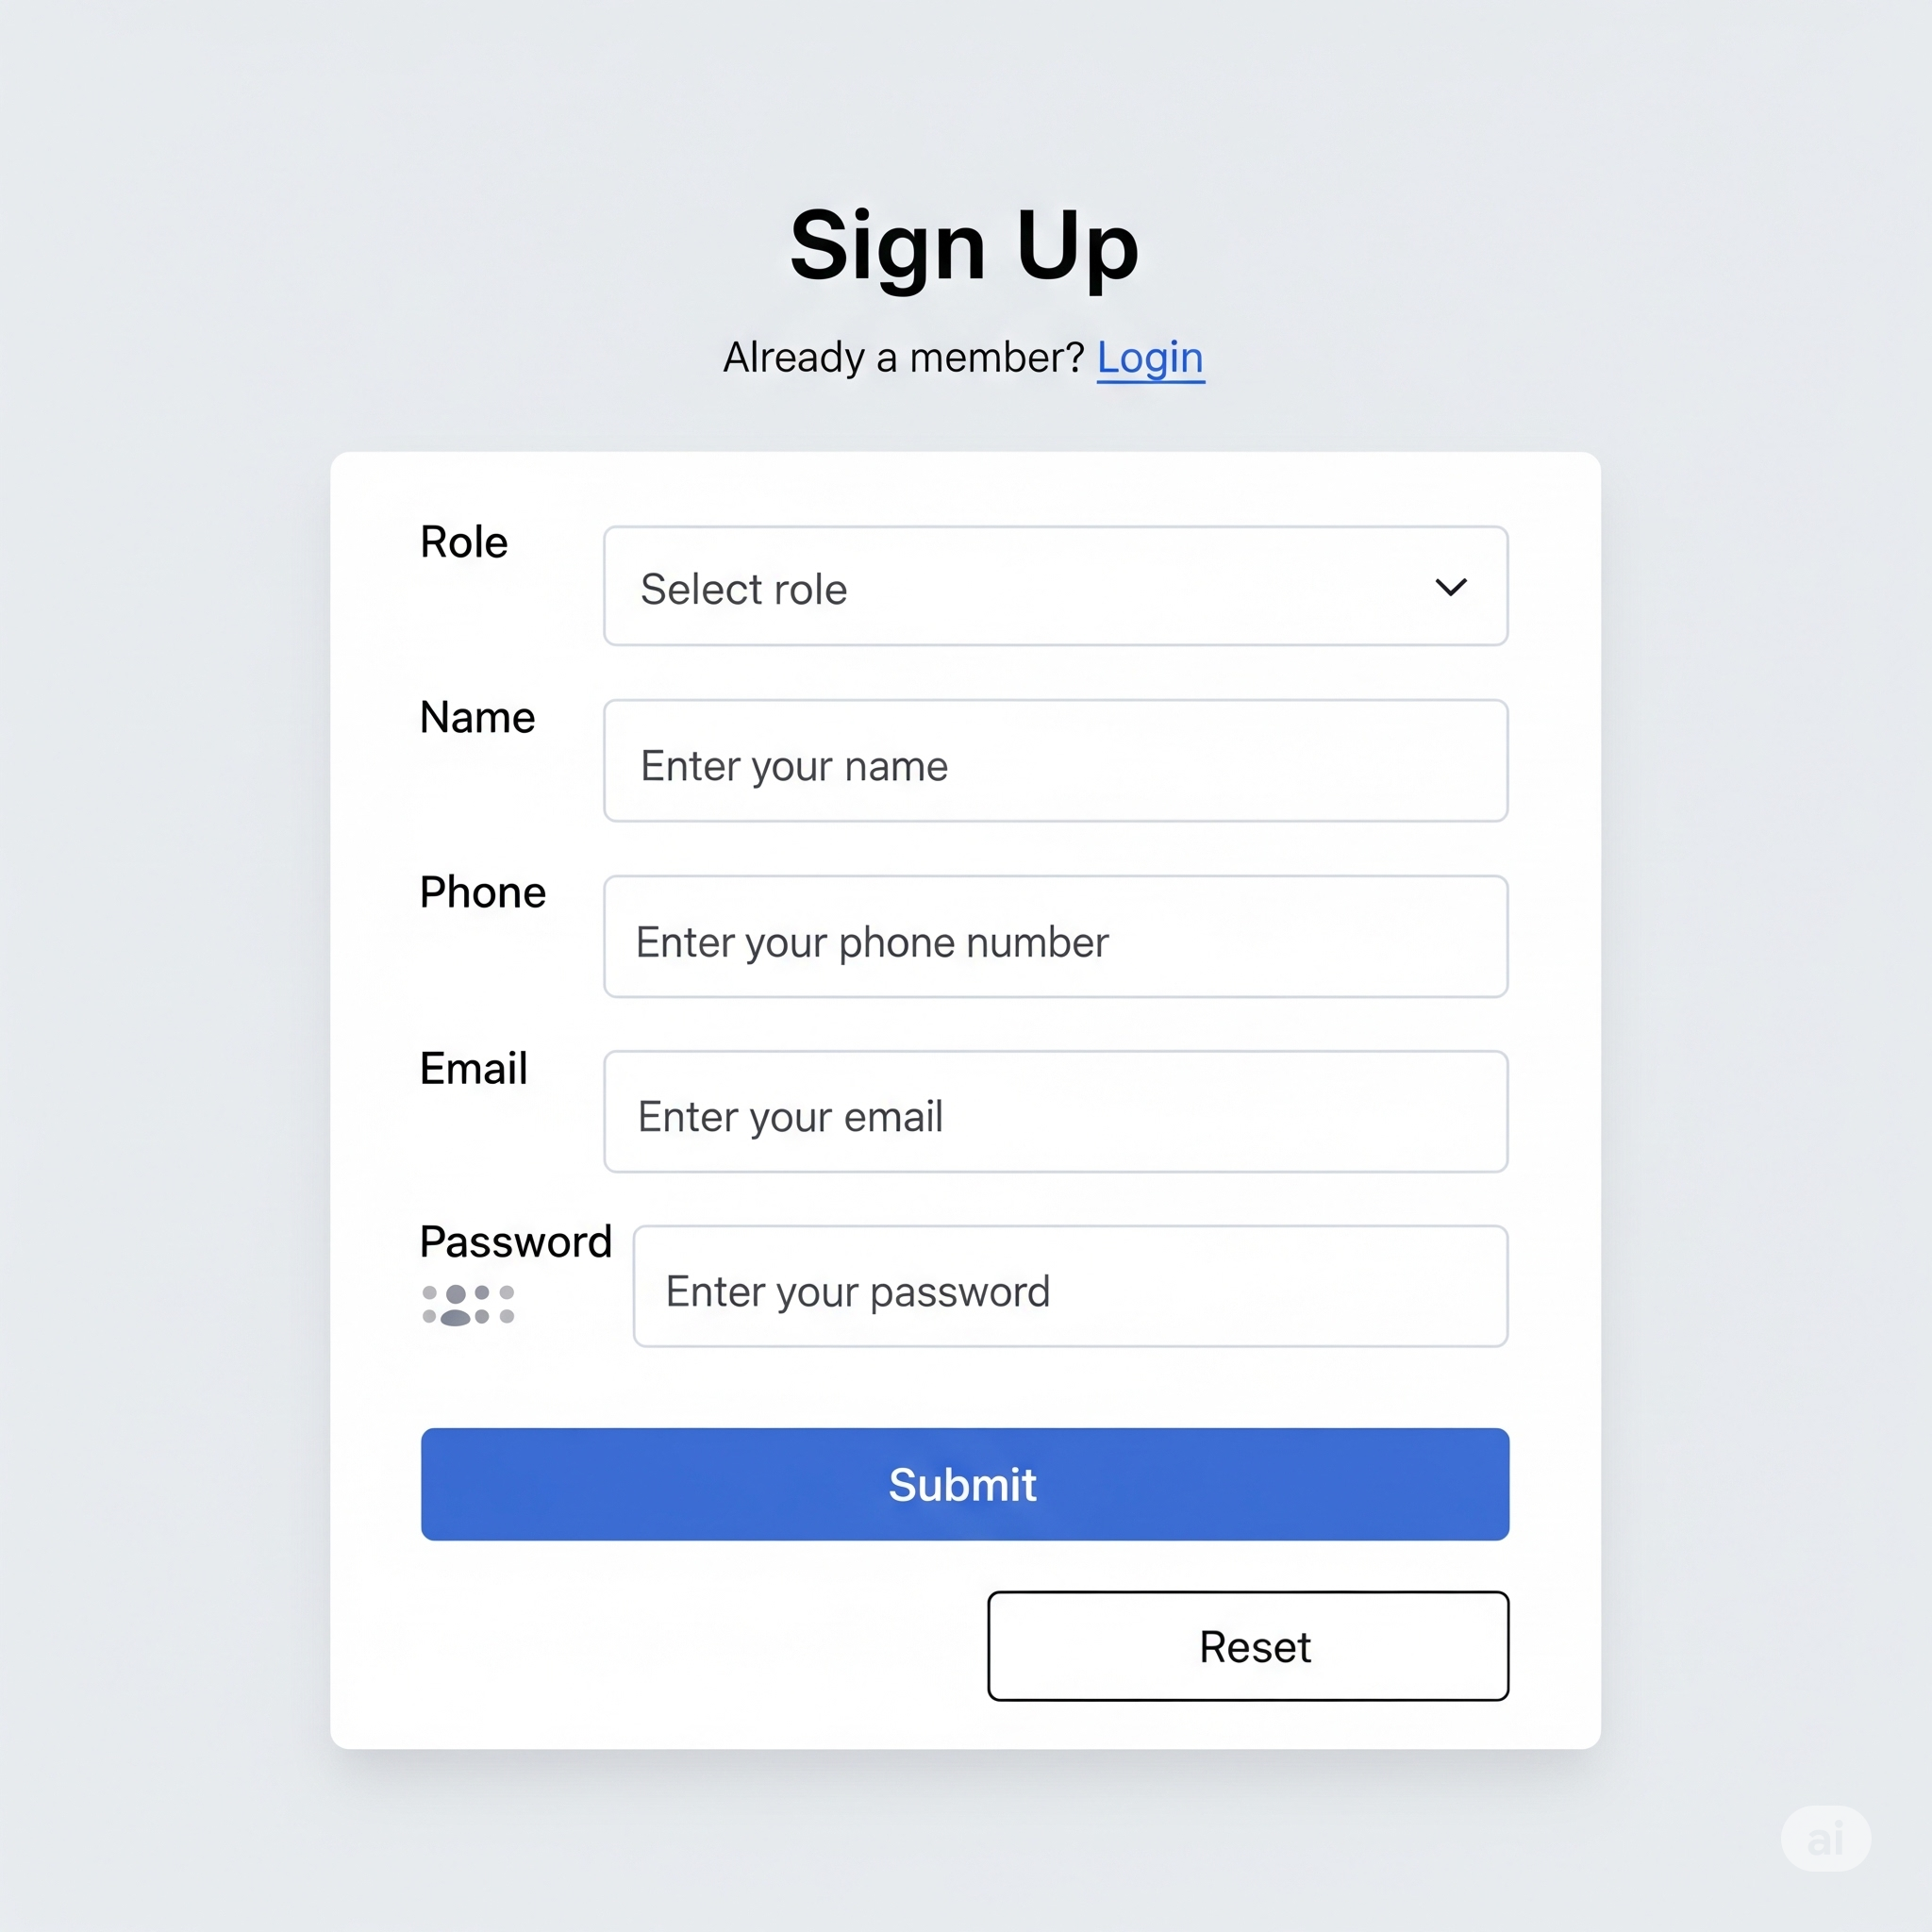 Sign Up
Already a member? Login
Role
Select role
Name
Enter your name
Phone
Enter your phone number
Email
Enter your email
Password
Enter your password
Submit
Reset
ai